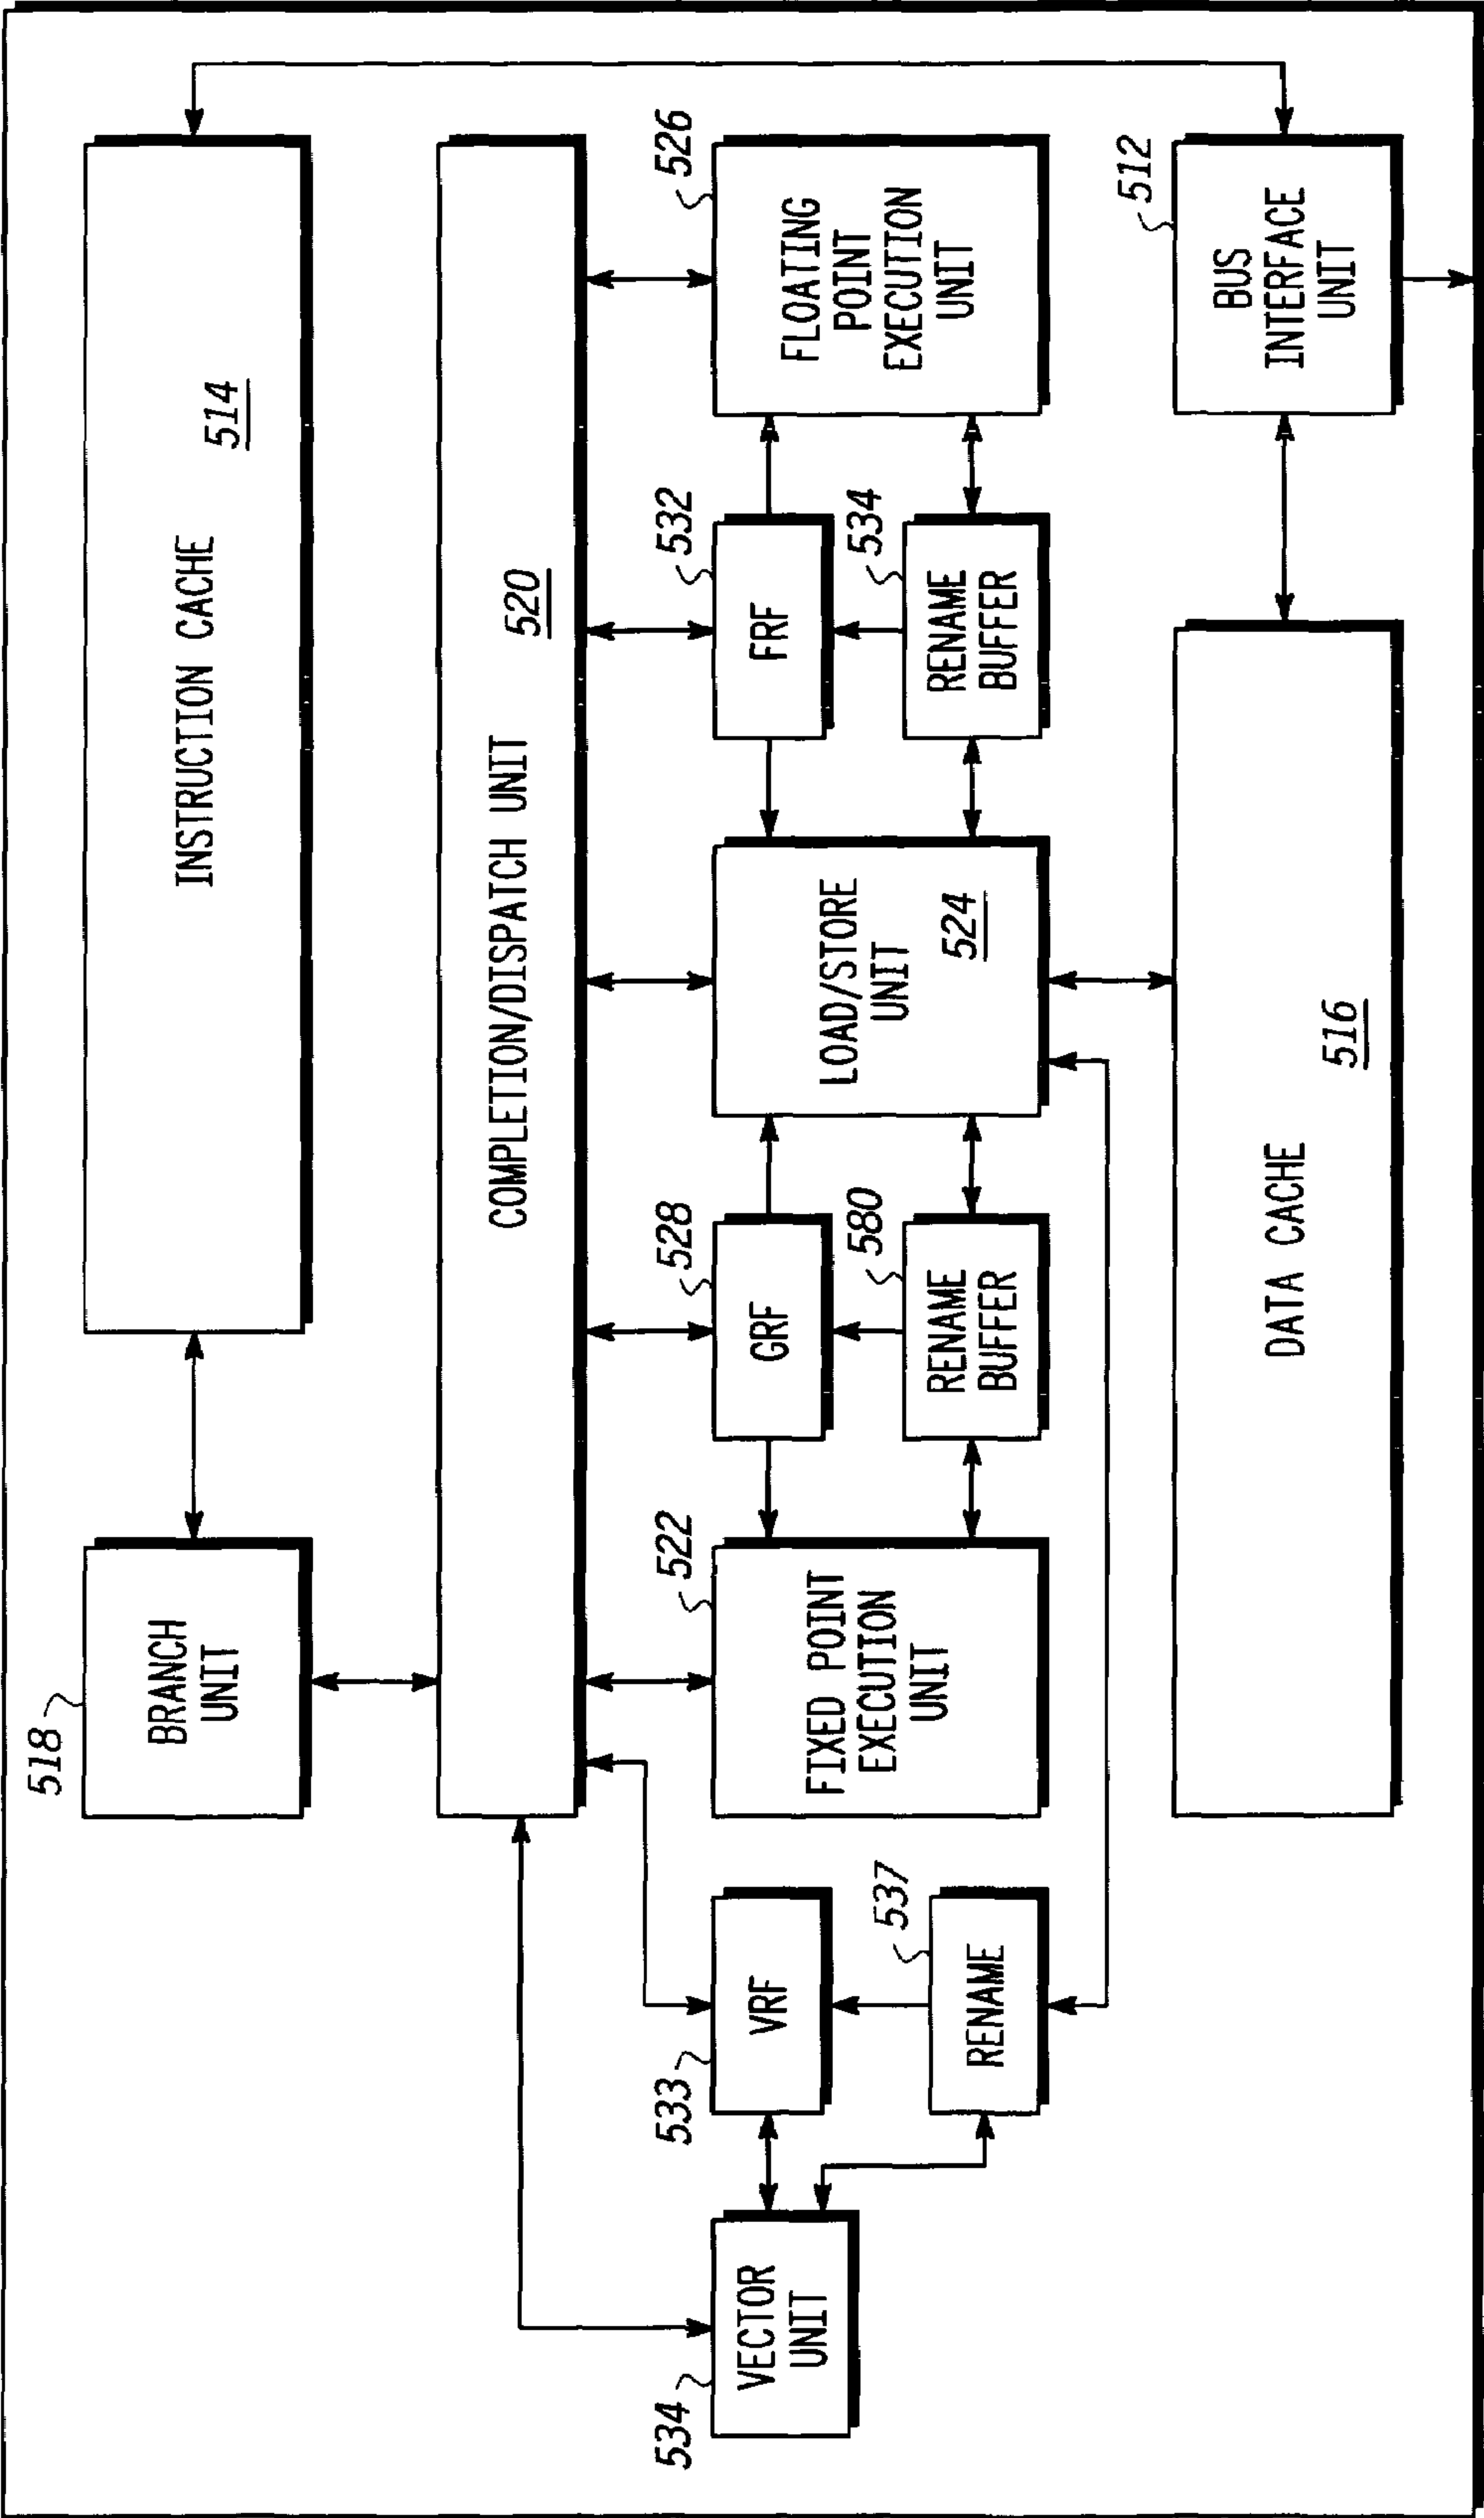 518
BRANCH
UNIT
INSTRUCTION CACHE
514
COMPLETION/DISPATCH UNIT
520
534
VECTOR
UNIT
533
VRF
537
RENAME
522
FIXED POINT
EXECUTION
UNIT
528
GRF
580
RENAME
BUFFER
LOAD/STORE
UNIT
524
532
FRF
534
RENAME
BUFFER
526
FLOATING
POINT
EXECUTION
UNIT
DATA CACHE
516
512
BUS
INTERFACE
UNIT